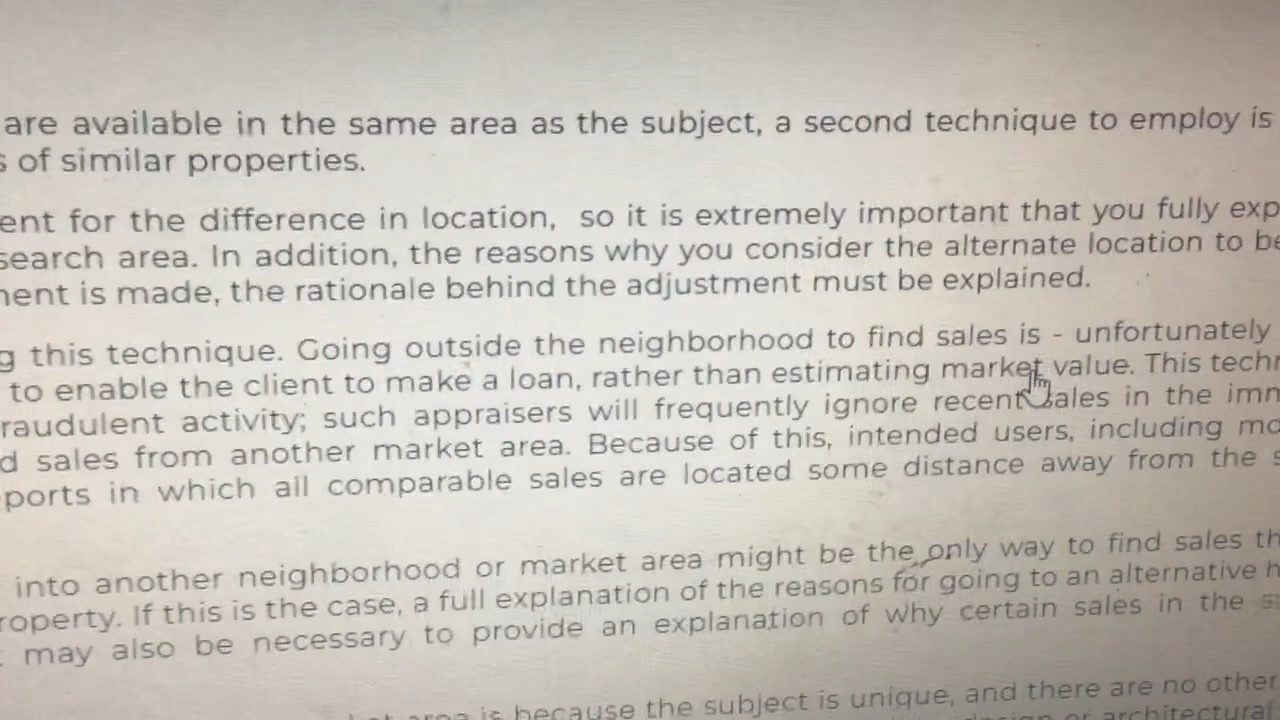 are available in the same area as the subject, a second technique to employ is
s of similar properties.
ent for the difference in location, so it is extremely important that you fully exp
search area. In addition, the reasons why you consider the alternate location to be
ent is made, the rationale behind the adjustment must be explained.
g this technique. Going outside the neighborhood to find sales is - unfortunately
to enable the client to make a loan, rather than estimating market value. This techn
raudulent activity; such appraisers will frequently ignore recent sales in the imm
d sales from another market area. Because of this, intended users, including mo
ports in which all comparable sales are located some distance away from the s
into another neighborhood or market area might be the only way to find sales th
roperty. If this is the case, a full explanation of the reasons for going to an alternative h
may also be necessary to provide an explanation of why certain sales in the s
area is because the subject is unique, and there are no other
design or architectural